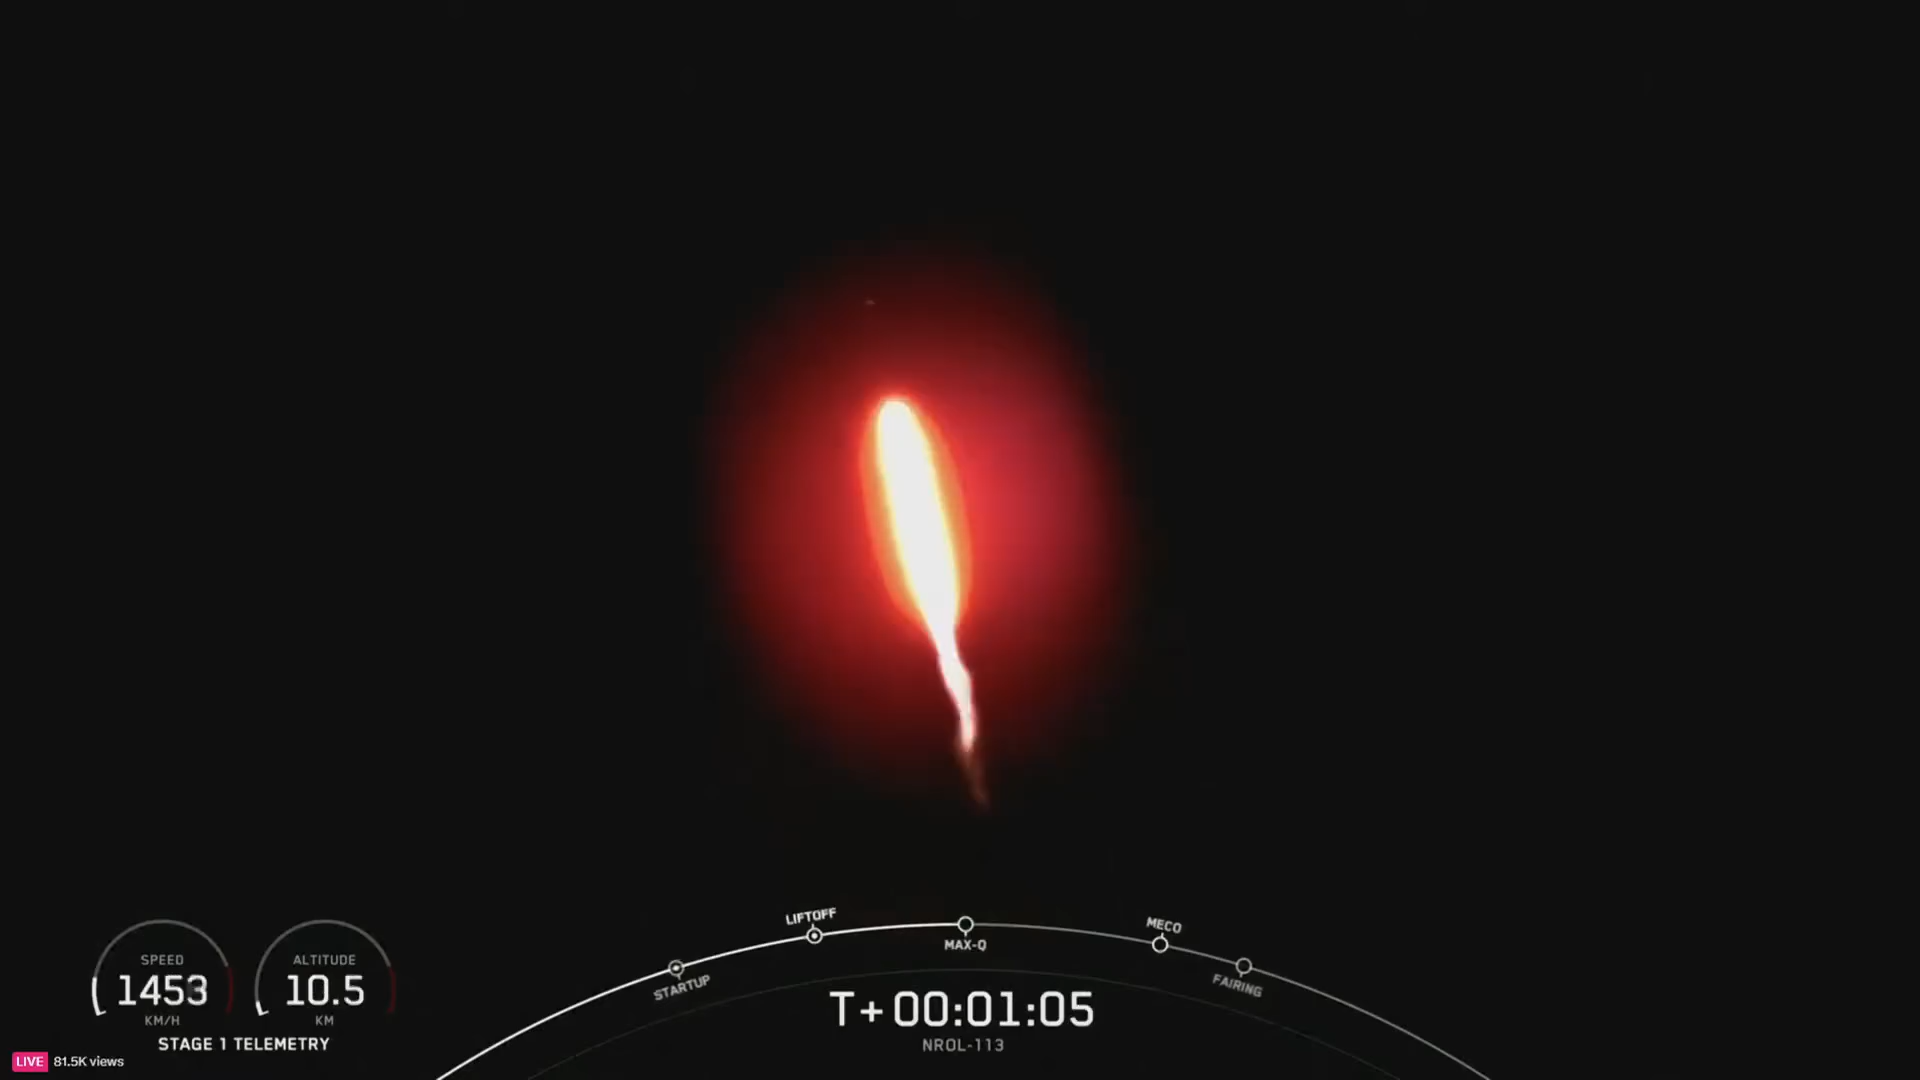 LIFTOFF
MECO
MAX-Q
STARTUP
FAIRING
SPEED
1453
KM/H
ALTITUDE
10.5
KM
STAGE 1 TELEMETRY
T+00:01:05
NROL-113
LIVE 81.5K views